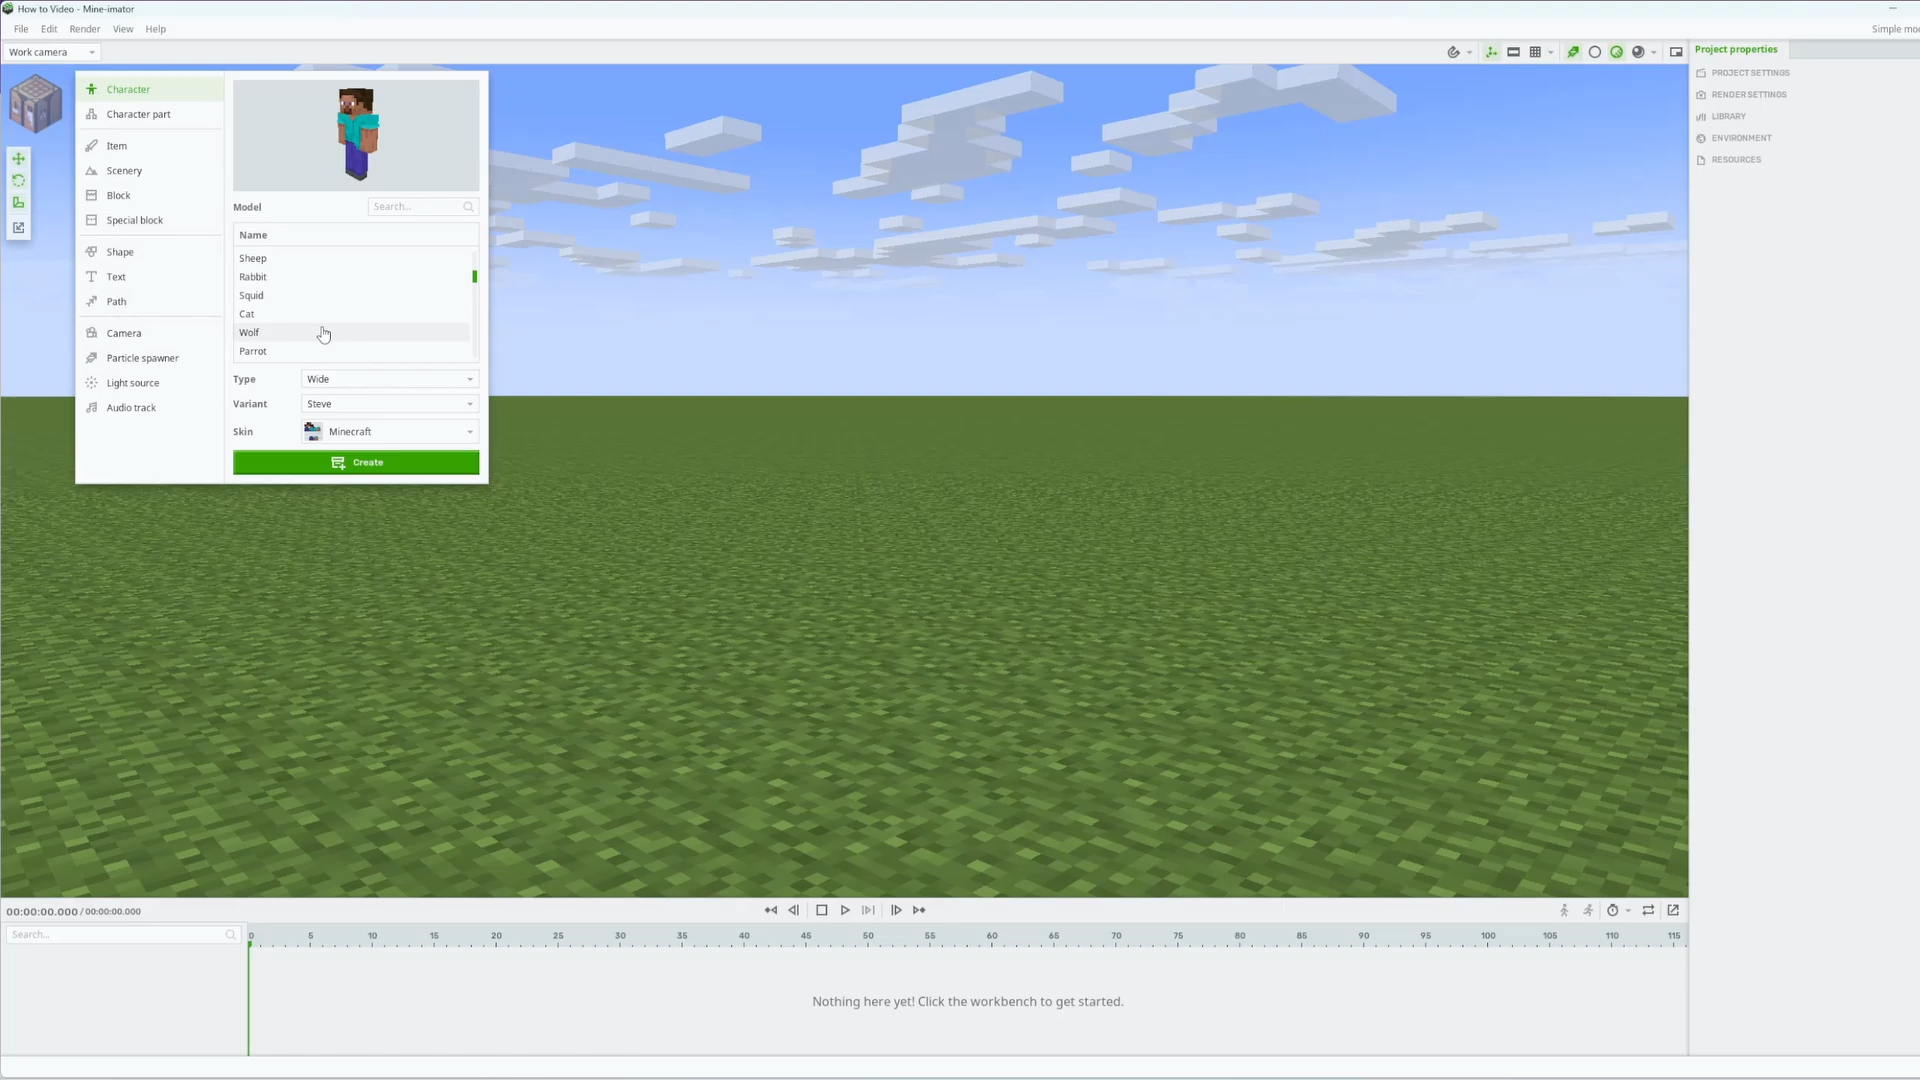 How to Video - Mine-imator
File Edit Render View Help
Work camera
Character
Character part
Item
Scenery
Block
Special block
Shape
Text
Path
Camera
Particle spawner
Light source
Audio track
Model Search...
Name
Sheep
Rabbit
Squid
Cat
Wolf
Parrot
Type Wide
Variant Steve
Skin Minecraft
Create
Simple
Project properties
PROJECT SETTINGS
RENDER SETTINGS
LIBRARY
ENVIRONMENT
RESOURCES
00:00:00.000 / 00:00:00.000
Search...
0 5 10 15 20 25 30 35 40 45 50 55 60 65 70 75 80 85 90 95 100 105 110 115
Nothing here yet! Click the workbench to get started.